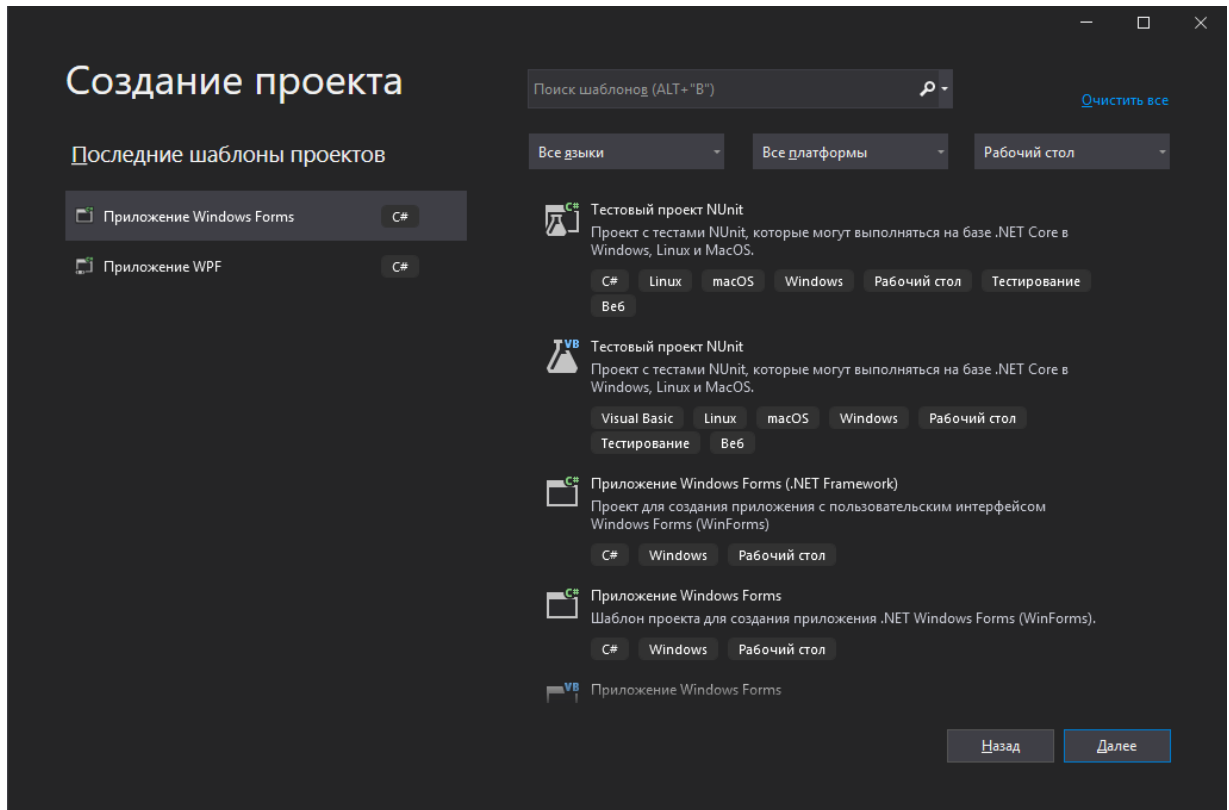 Создание проекта
Поиск шаблонов (ALT+"В")
Очистить все
Последние шаблоны проектов
Все языки
Все платформы
Рабочий стол
Приложение Windows Forms C#
Приложение WPF C#
C# Тестовый проект NUnit
Проект с тестами NUnit, которые могут выполняться на базе .NET Core в
Windows, Linux и MacOS.
C# Linux macOS Windows Рабочий стол Тестирование
Веб
VB Тестовый проект NUnit
Проект с тестами NUnit, которые могут выполняться на базе .NET Core в
Windows, Linux и MacOS.
Visual Basic Linux macOS Windows Рабочий стол
Тестирование Веб
C# Приложение Windows Forms (.NET Framework)
Проект для создания приложения с пользовательским интерфейсом
Windows Forms (WinForms)
C# Windows Рабочий стол
C# Приложение Windows Forms
Шаблон проекта для создания приложения .NET Windows Forms (WinForms).
C# Windows Рабочий стол
VB Приложение Windows Forms
Назад
Далее